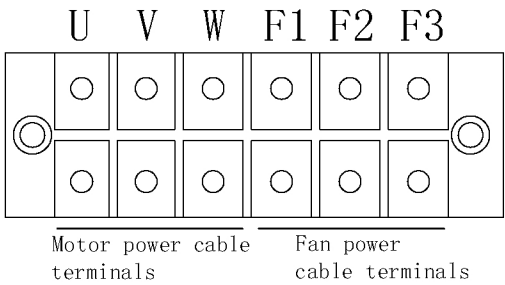 U V W F1 F2 F3
Motor power cable terminals
Fan power cable terminals